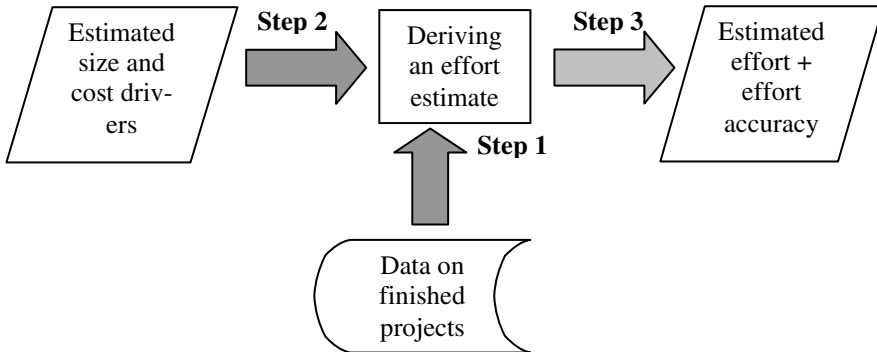 Estimated
size and
cost driv-
ers
Step 2
Deriving
an effort
estimate
Step 3
Estimated
effort +
effort
accuracy
Step 1
Data on
finished
projects